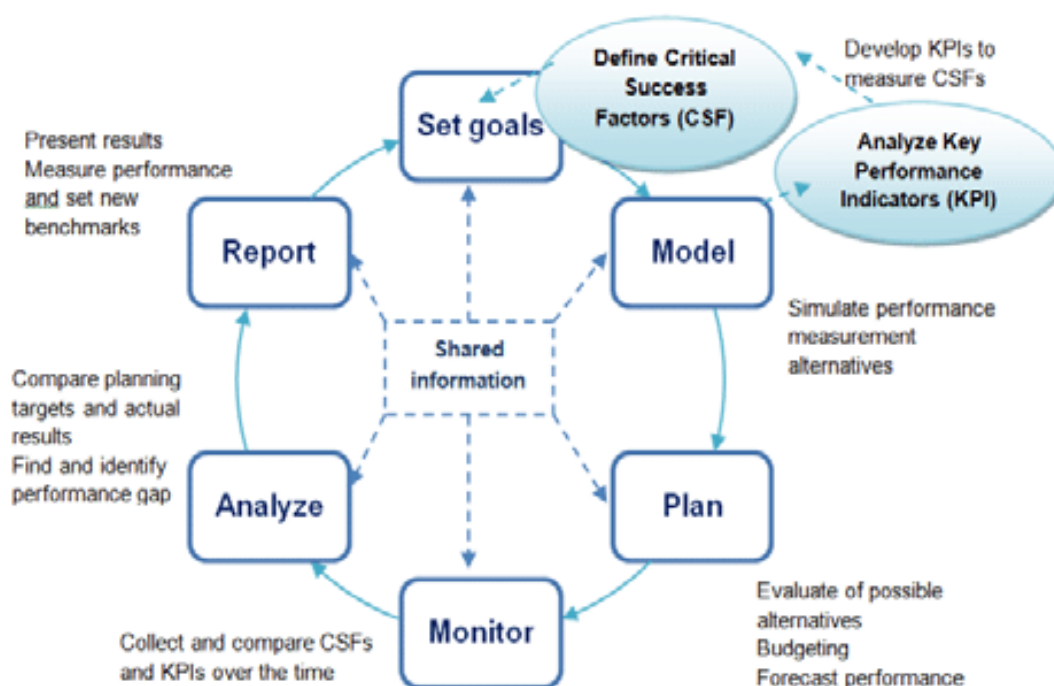 Define Critical
Success
Factors (CSF)
Develop KPIs to
measure CSFs
Set goals
Analyze Key
Performance
Indicators (KPI)
Present results
Measure performance
and set new
benchmarks
Report
Model
Simulate performance
measurement
alternatives
Shared
information
Compare planning
targets and actual
results
Find and identify
performance gap
Analyze
Plan
Evaluate of possible
alternatives
Budgeting
Forecast performance
Monitor
Collect and compare CSFs
and KPIs over the time